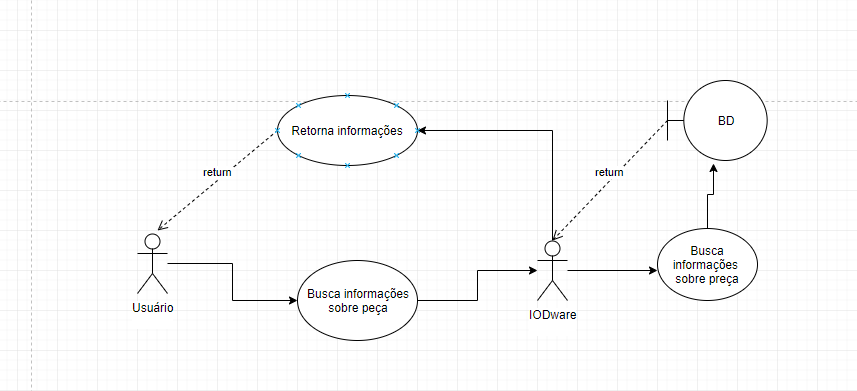 BD
Retorna informações
return
return
Busca
informações
sobre preça
Busca informações
sobre peça
Usuário
IODware